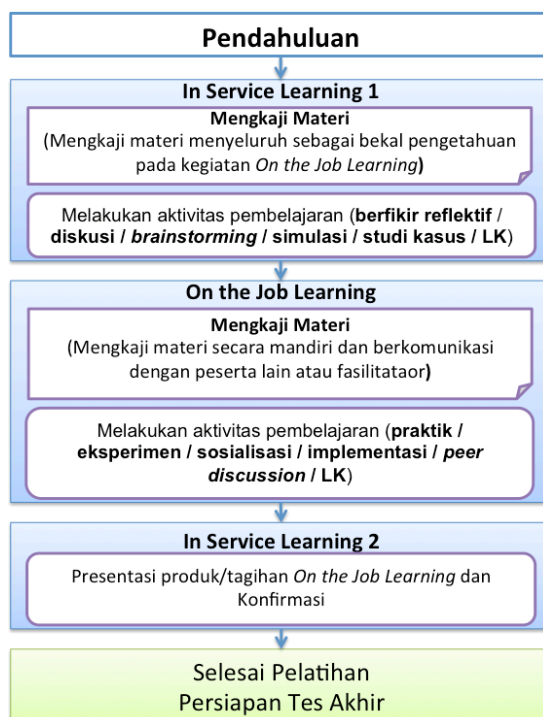 Pendahuluan
In Service Learning 1
Mengkaji Materi
(Mengkaji materi menyeluruh sebagai bekal pengetahuan
pada kegiatan On the Job Learning)
Melakukan aktivitas pembelajaran (berfikir reflektif /
diskusi / brainstorming / simulasi / studi kasus / LK)
On the Job Learning
Mengkaji Materi
(Mengkaji materi secara mandiri dan berkomunikasi
dengan peserta lain atau fasilitataor)
Melakukan aktivitas pembelajaran (praktik /
eksperimen / sosialisasi / implementasi / peer
discussion / LK)
In Service Learning 2
Presentasi produk/tagihan On the Job Learning dan
Konfirmasi
Selesai Pelatihan
Persiapan Tes Akhir